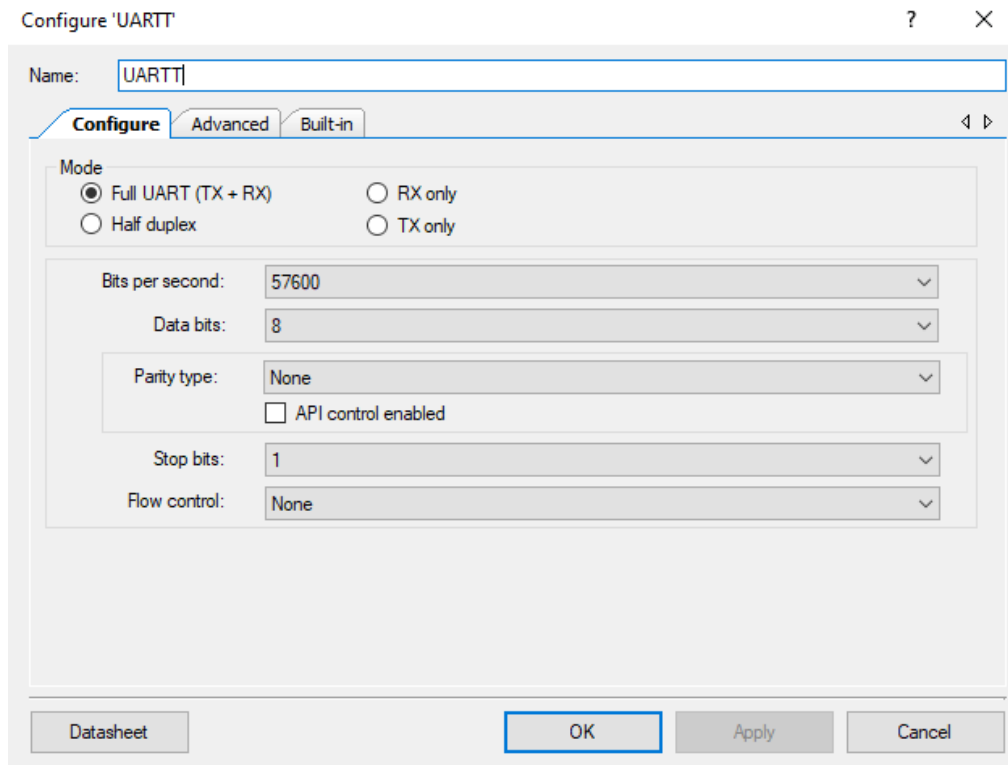 Configure 'UARTT' ?
Name: UARTT
Configure Advanced Built-in
Mode
Full UART (TX + RX) RX only
Half duplex TX only
Bits per second: 57600
Data bits: 8
Parity type: None
API control enabled
Stop bits: 1
Flow control: None
Datasheet OK Apply Cancel